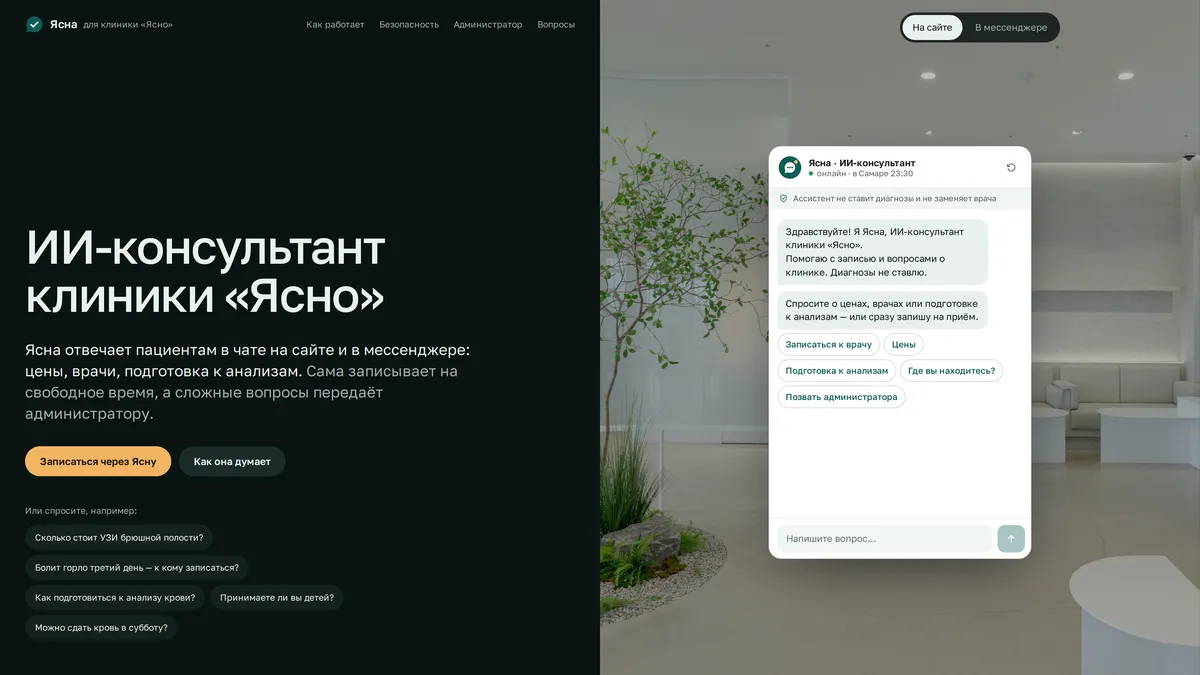 Ясна для клиники «Ясно»
Как работает Безопасность Администратор Вопросы
ИИ-консультант
клиники «Ясно»
Ясна отвечает пациентам в чате на сайте и в мессенджере:
цены, врачи, подготовка к анализам. Сама записывает на
свободное время, а сложные вопросы передаёт
администратору.
Записаться через Ясну Как она думает
Или спросите, например:
Сколько стоит УЗИ брюшной полости?
Болит горло третий день — к кому записаться?
Как подготовиться к анализу крови? Принимаете ли вы детей?
Можно сдать кровь в субботу?
На сайте В мессенджере
Ясна · ИИ-консультант
онлайн · в Самаре 23:30
Ассистент не ставит диагнозы и не заменяет врача
Здравствуйте! Я Ясна, ИИ-консультант
клиники «Ясно».
Помогаю с записью и вопросами о
клинике. Диагнозы не ставлю.
Спросите о ценах, врачах или подготовке
к анализам — или сразу запишу на приём.
Записаться к врачу Цены
Подготовка к анализам Где вы находитесь?
Позвать администратора
Напишите вопрос...